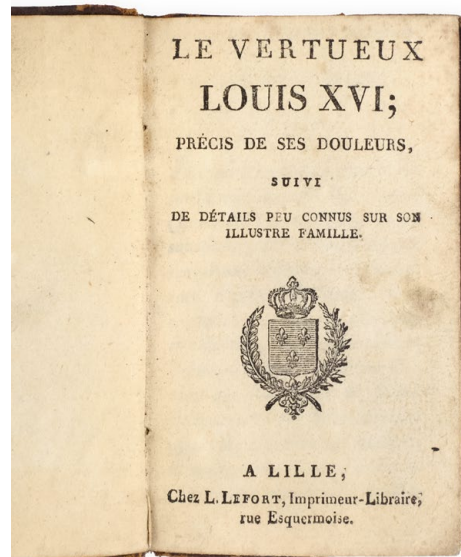 LE VERTUEUX
LOUIS XVI;
PRÉCIS DE SES DOULEURS,
SUIVI
DE DÉTAILS PEU CONNUS SUR SON
ILLUSTRE FAMILLE.
A LILLE,
Chez L. LEFORT, Imprimeur-Libraire,
rue Esquermoise.